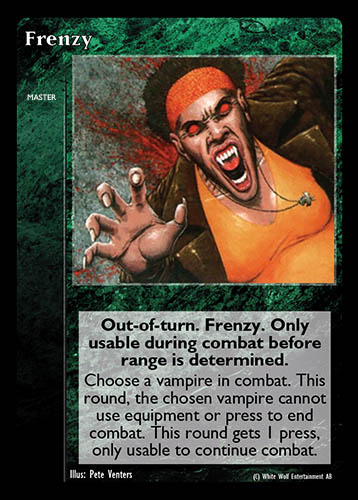 Frenzy
MASTER
Out-of-turn. Frenzy. Only
usable during combat before
range is determined.
Choose a vampire in combat. This
round, the chosen vampire cannot
use equipment or press to end
combat. This round gets 1 press,
only usable to continue combat.
Illus: Pete Venters
(C) White Wolf Entertainment AB